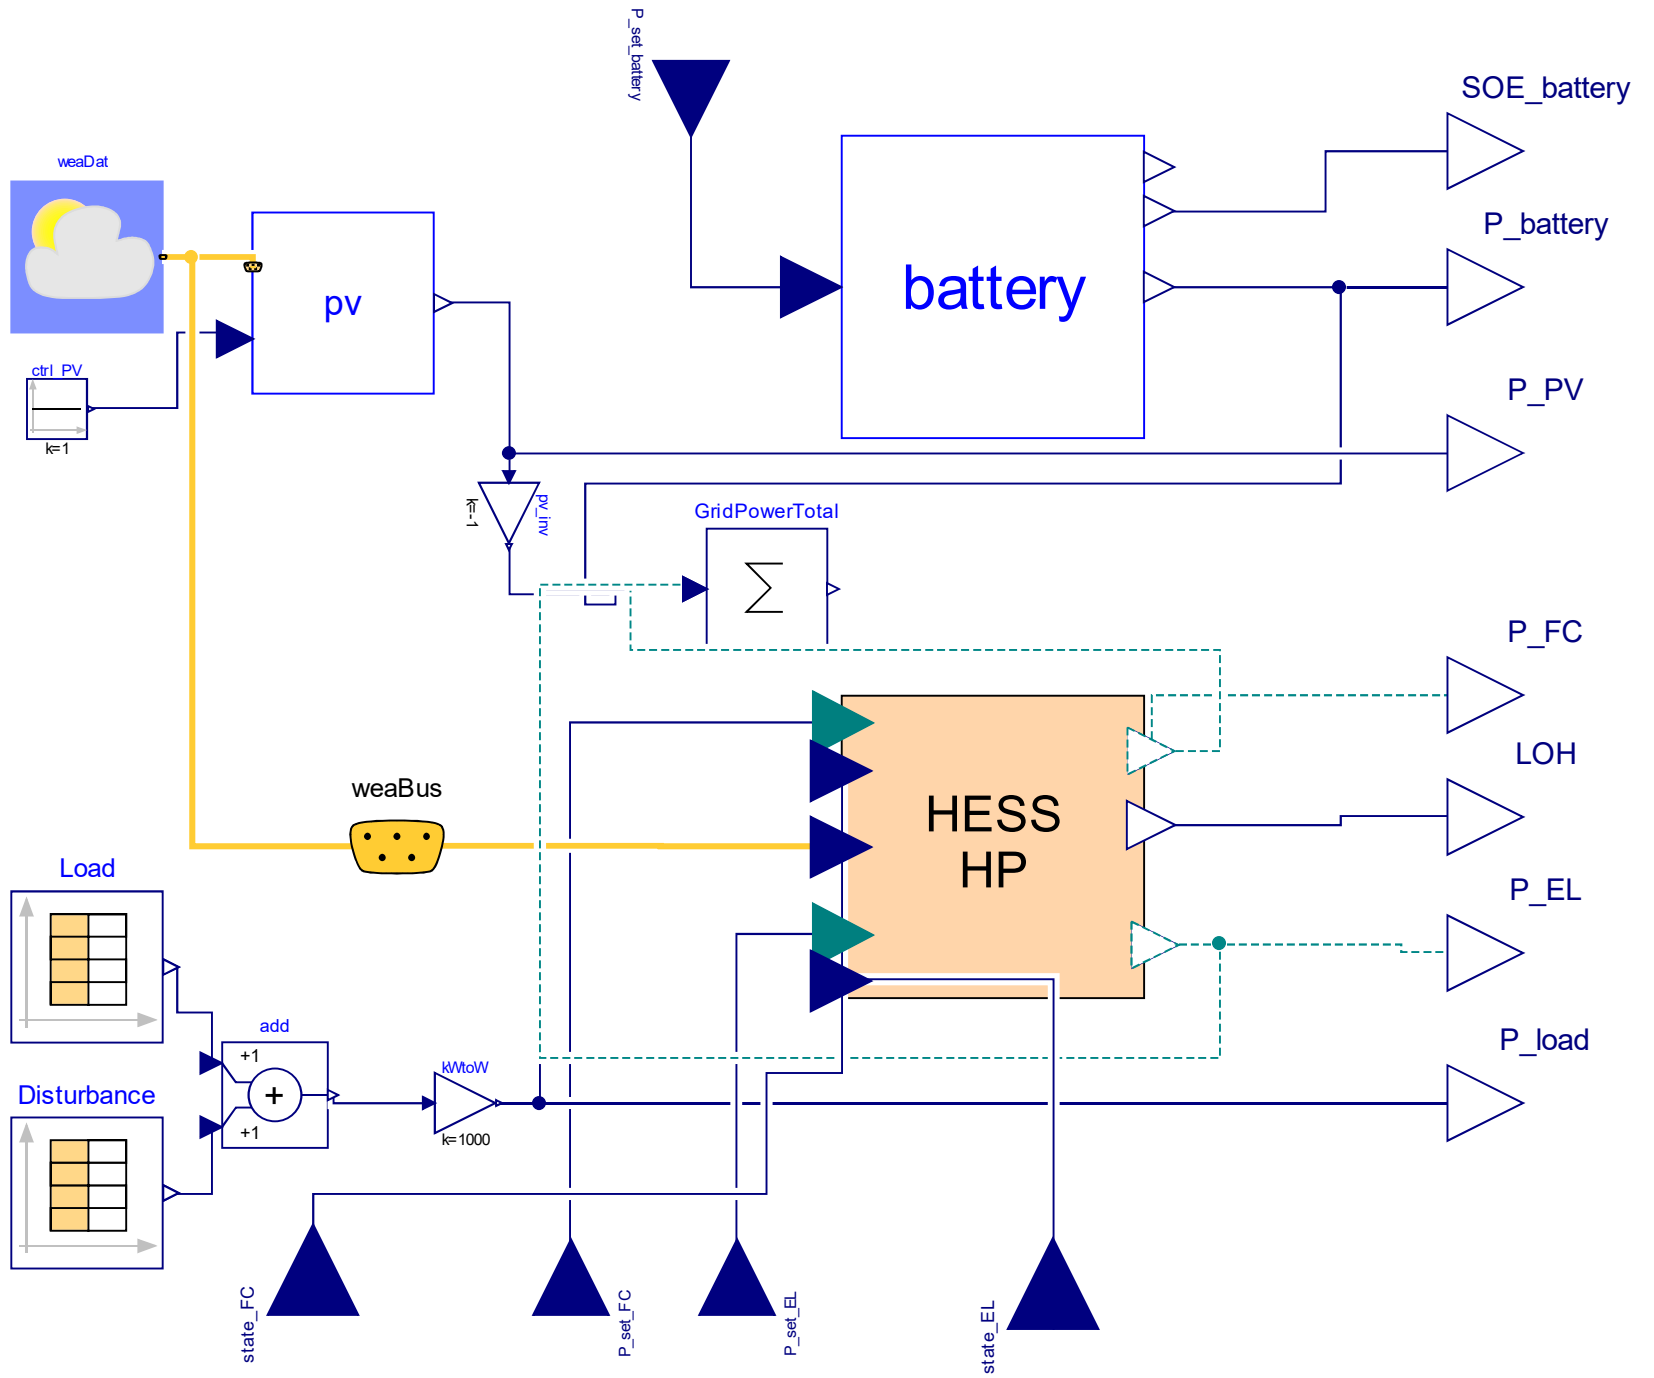 P_set_battery
SOE_battery
weaDat
P_battery
pv
battery
ctrl_PV
k=1
P_PV
k=-1
pv_inv
GridPowerTotal
Σ
P_FC
LOH
weaBus
HESS
HP
Load
P_EL
add
+1
+
+1
P_load
kWtoW
k=1000
Disturbance
state_FC
P_set_FC
P_set_EL
state_EL